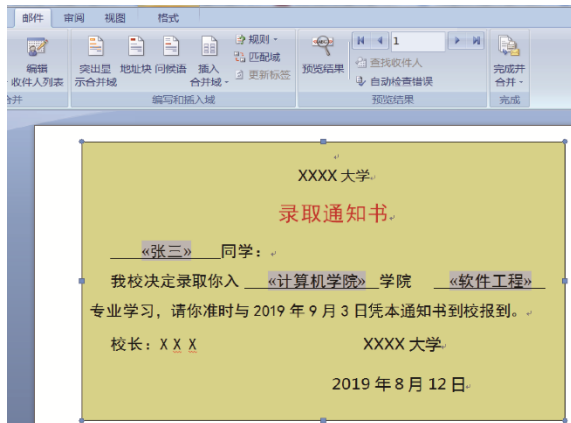 邮件 审阅 视图 格式
编辑
收件人列表
突出显
示合并域
地址块
问候语
插入
合并域
规则
匹配域
更新标签
预览结果
1
查找收件人
自动检查错误
完成并
合并
合并 编写和插入域 预览结果 完成
XXXX 大学
录取通知书
«张三» 同学：
我校决定录取你入 «计算机学院» 学院 «软件工程»
专业学习，请你准时与 2019 年 9 月 3 日凭本通知书到校报到。
校长：X X X XXXX 大学
2019 年 8 月 12 日